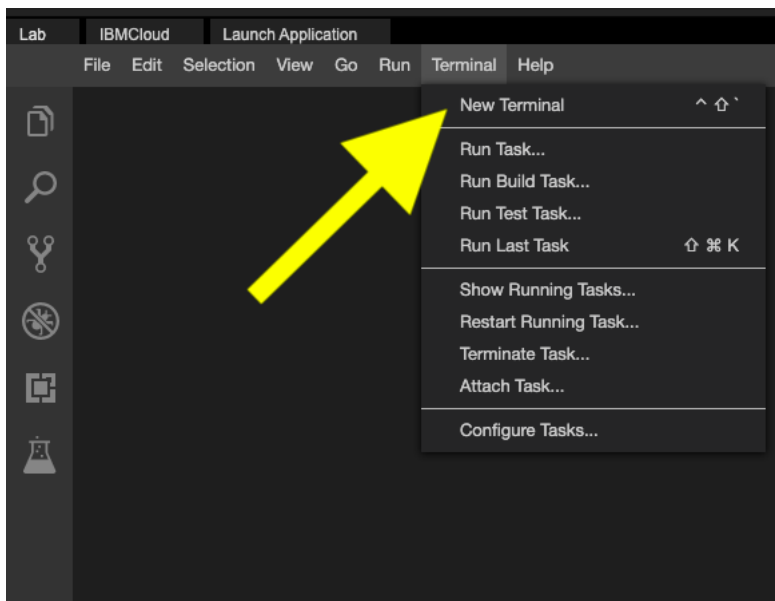 Lab IBMCloud Launch Application
File Edit Selection View Go Run Terminal Help
New Terminal ^ ⇧ `
Run Task...
Run Build Task...
Run Test Task...
Run Last Task ⇧ ⌘ K
Show Running Tasks...
Restart Running Task...
Terminate Task...
Attach Task...
Configure Tasks...